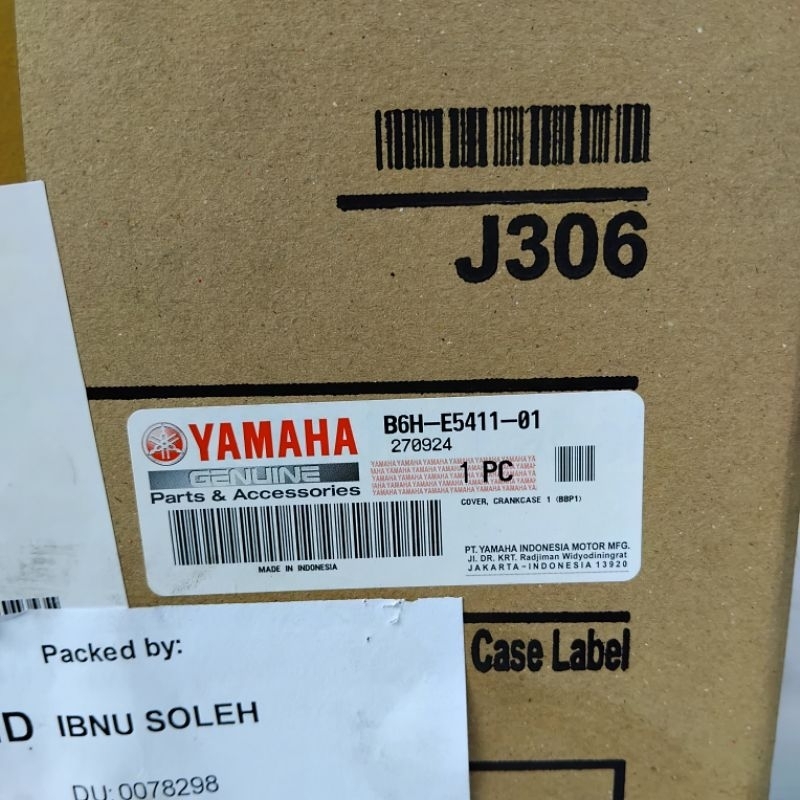 J306
YAMAHA
GENUINE
Parts & Accessories
MADE IN INDONESIA
B6H-E5411-01
270924
1 PC
COVER, CRANKCASE 1 (BBP1)
PT. YAMAHA INDONESIA MOTOR MFG.
JL. DR. KRT. Radjiman Widyodiningrat
JAKARTA-INDONESIA 13920
Case Label
Packed by:
IBNU SOLEH
DU: 0078298